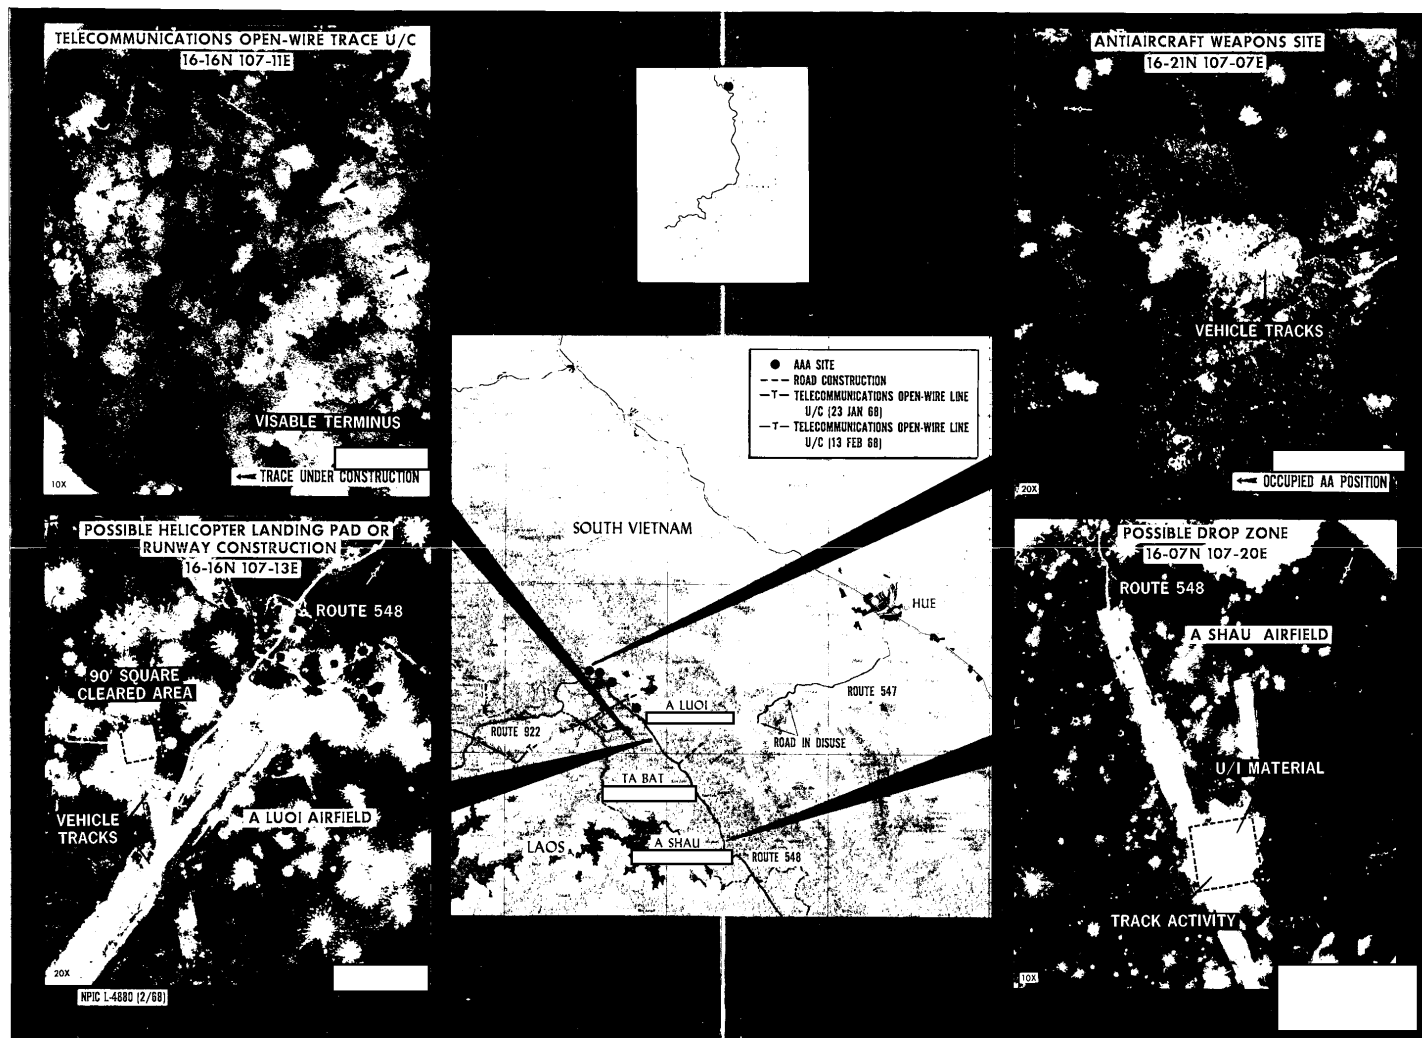 TELECOMMUNICATIONS OPEN-WIRE TRACE U/C
16-16N 107-11E
VISABLE TERMINUS
TRACE UNDER CONSTRUCTION
10X
POSSIBLE HELICOPTER LANDING PAD OR
RUNWAY CONSTRUCTION
16-16N 107-13E
ROUTE 548
90' SQUARE
CLEARED AREA
VEHICLE
TRACKS
A LUOI AIRFIELD
20X
NPIC L-4880 (2/68)
AAA SITE
ROAD CONSTRUCTION
—T— TELECOMMUNICATIONS OPEN-WIRE LINE
U/C (23 JAN 68)
—T— TELECOMMUNICATIONS OPEN-WIRE LINE
U/C (13 FEB 68)
SOUTH VIETNAM
HUE
ROUTE 547
A LUOI
ROUTE 922
ROAD IN DISUSE
TA BAT
LAOS
A SHAU
ROUTE 548
ANTIAIRCRAFT WEAPONS SITE
16-21N 107-07E
VEHICLE TRACKS
OCCUPIED AA POSITION
20X
POSSIBLE DROP ZONE
16-07N 107-20E
ROUTE 548
A SHAU AIRFIELD
U/I MATERIAL
TRACK ACTIVITY
10X